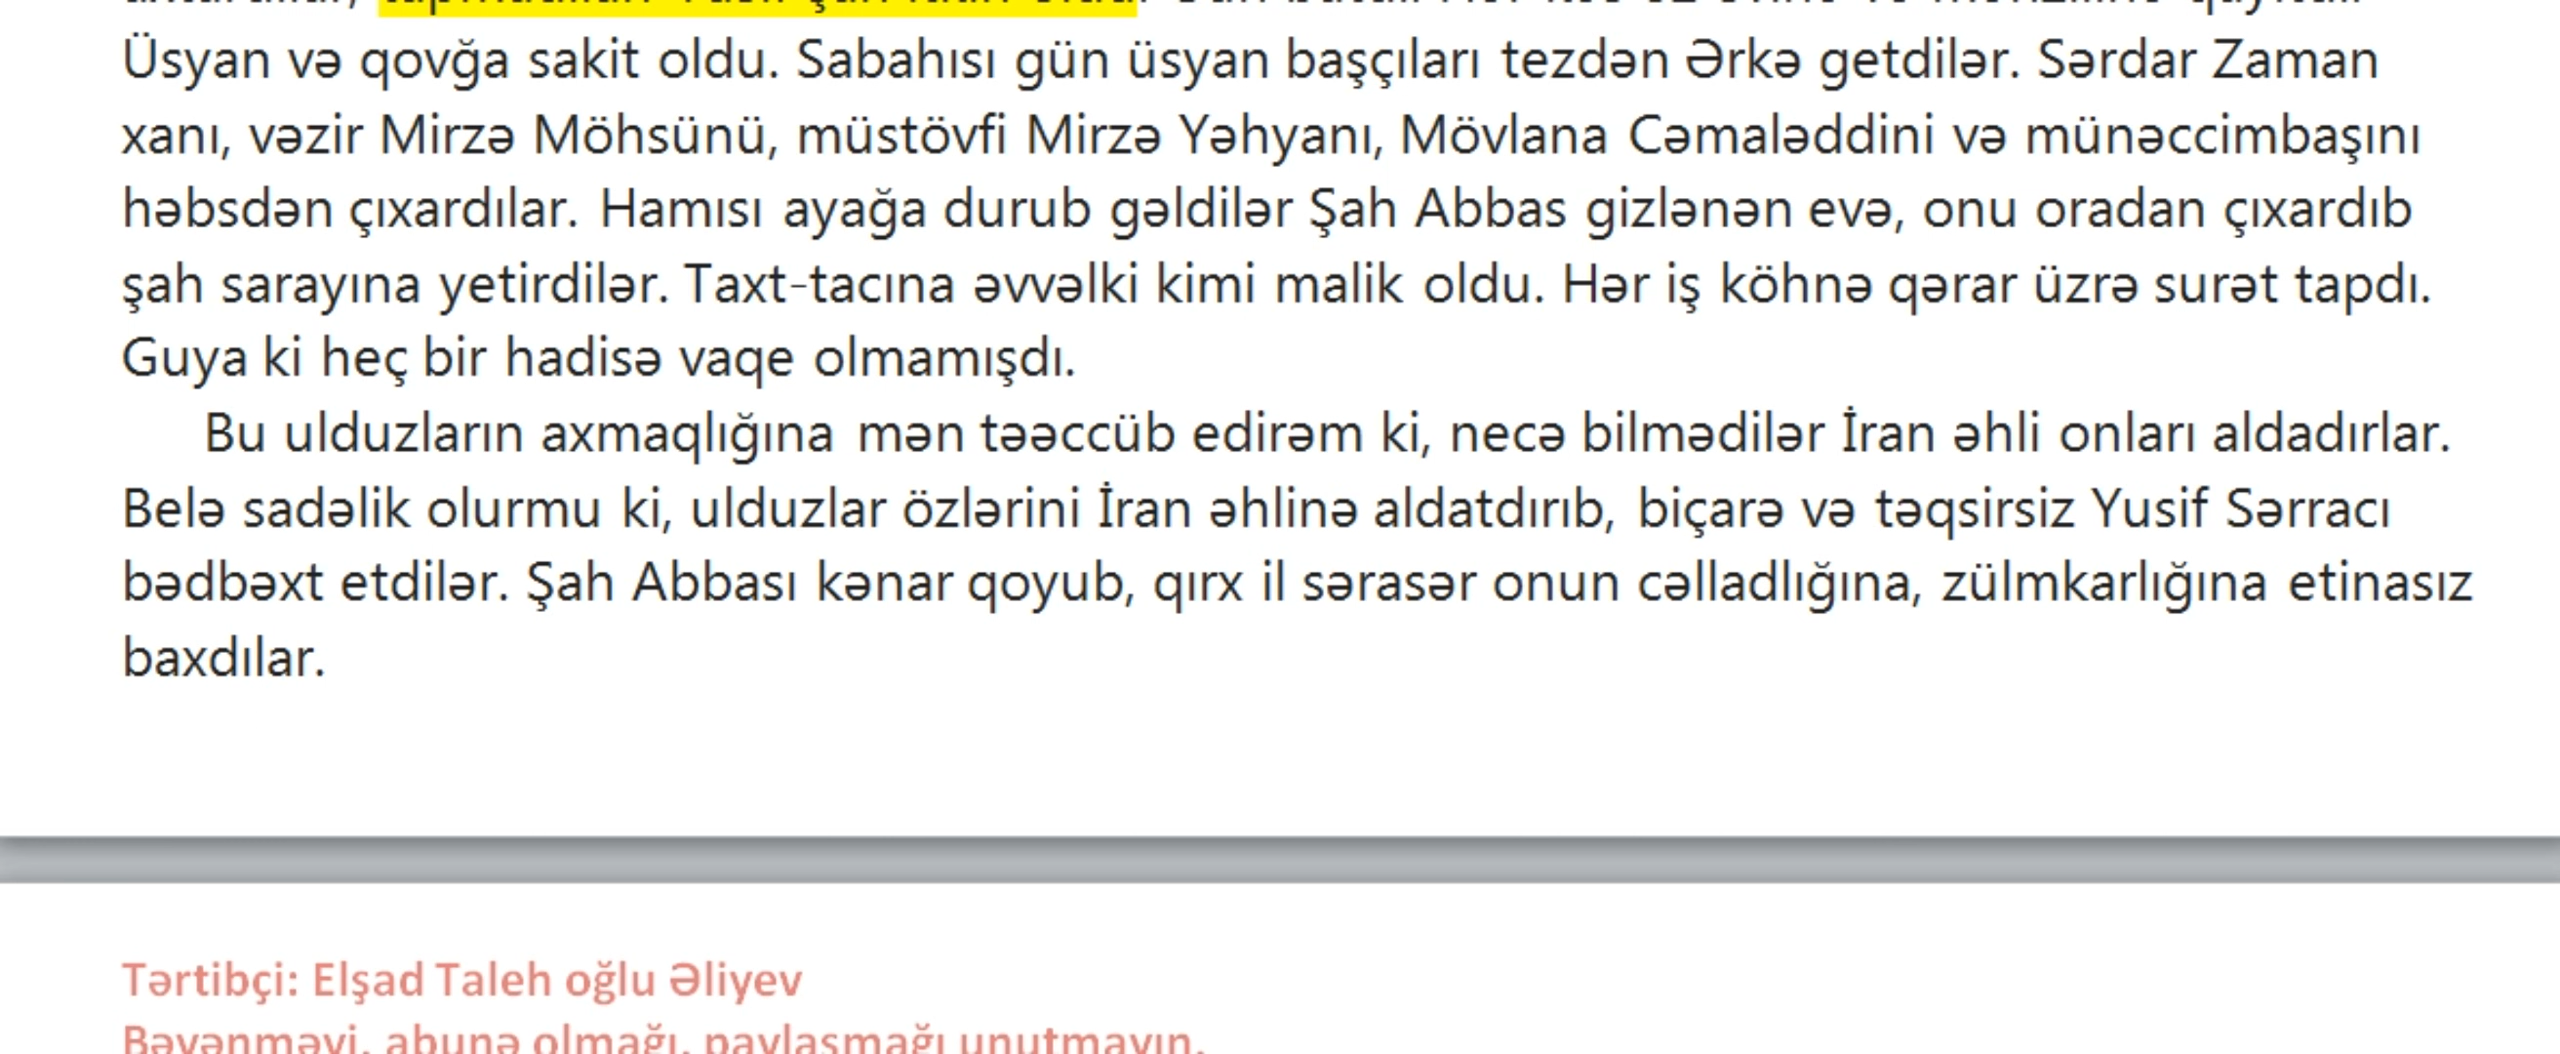 Üsyan və qovğa sakit oldu. Sabahısı gün üsyan başçıları tezdən Ərkə getdilər. Sərdar Zaman
xanı, vəzir Mirzə Möhsünü, müstövfi Mirzə Yəhyanı, Mövlana Cəmaləddini və münəccimbaşını
həbsdən çıxardılar. Hamısı ayağa durub gəldilər Şah Abbas gizlənən evə, onu oradan çıxardıb
şah sarayına yetirdilər. Taxt-tacına əvvəlki kimi malik oldu. Hər iş köhnə qərar üzrə surət tapdı.
Guya ki heç bir hadisə vaqe olmamışdı.
Bu ulduzların axmaqlığına mən təəccüb edirəm ki, necə bilmədilər İran əhli onları aldadırlar.
Belə sadəlik olurmu ki, ulduzlar özlərini İran əhlinə aldatdırıb, biçarə və təqsirsiz Yusif Sərracı
bədbəxt etdilər. Şah Abbası kənar qoyub, qırx il sərasər onun cəlladlığına, zülmkarlığına etinasız
baxdılar.
Tərtibçi: Elşad Taleh oğlu Əliyev
Bəyənməyi, abunə olmağı, paylaşmağı unutmayın.